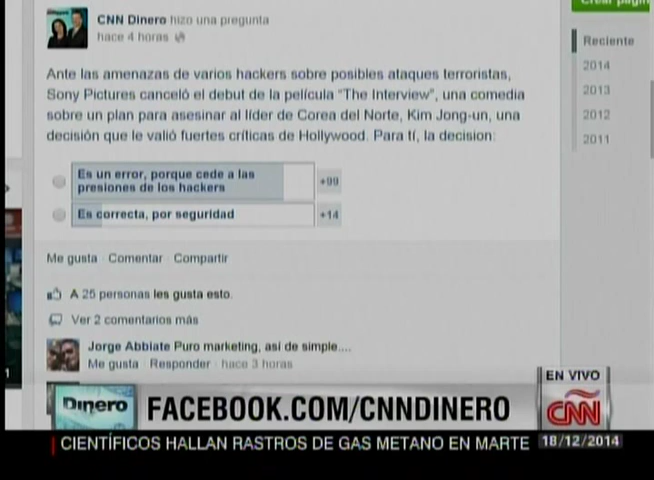 CNN Dinero hizo una pregunta
hace 4 horas
Ante las amenazas de varios hackers sobre posibles ataques terroristas,
Sony Pictures canceló el debut de la película "The Interview", una comedia
sobre un plan para asesinar al líder de Corea del Norte, Kim Jong-un, una
decisión que le valió fuertes críticas de Hollywood. Para tí, la decision:
Es un error, porque cede a las
presiones de los hackers
+99
Es correcta, por seguridad
+14
Me gusta Comentar Compartir
A 25 personas les gusta esto.
Ver 2 comentarios más
Jorge Abbiate Puro marketing, así de simple....
Me gusta Responder hace 3 horas
Reciente
2014
2013
2012
2011
Dinero
FACEBOOK.COM/CNNDINERO
EN VIVO
CNN
CIENTÍFICOS HALLAN RASTROS DE GAS METANO EN MARTE
18/12/2014